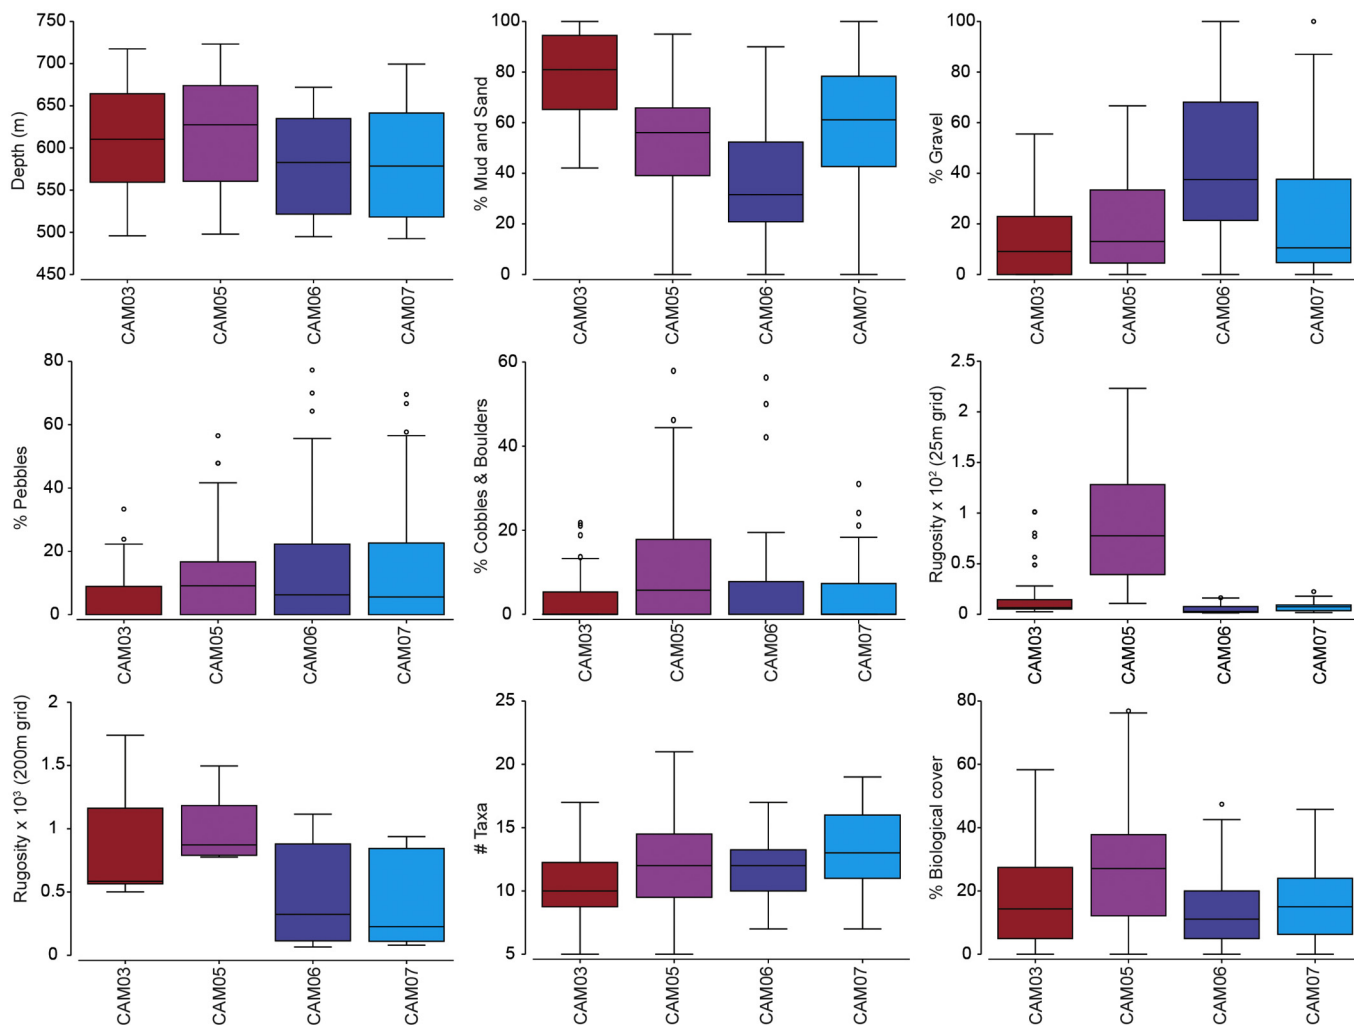 Depth (m)
750
700
650
600
550
500
450
CAM03
CAM05
CAM06
CAM07
% Mud and Sand
100
80
60
40
20
0
CAM03
CAM05
CAM06
CAM07
% Gravel
100
80
60
40
20
0
CAM03
CAM05
CAM06
CAM07
% Pebbles
80
60
40
20
0
CAM03
CAM05
CAM06
CAM07
% Cobbles & Boulders
60
40
20
0
CAM03
CAM05
CAM06
CAM07
Rugosity x 10² (25m grid)
2.5
2
1.5
1
0.5
0
CAM03
CAM05
CAM06
CAM07
Rugosity x 10³ (200m grid)
2
1.5
1
0.5
0
CAM03
CAM05
CAM06
CAM07
# Taxa
25
20
15
10
5
CAM03
CAM05
CAM06
CAM07
% Biological cover
80
60
40
20
0
CAM03
CAM05
CAM06
CAM07